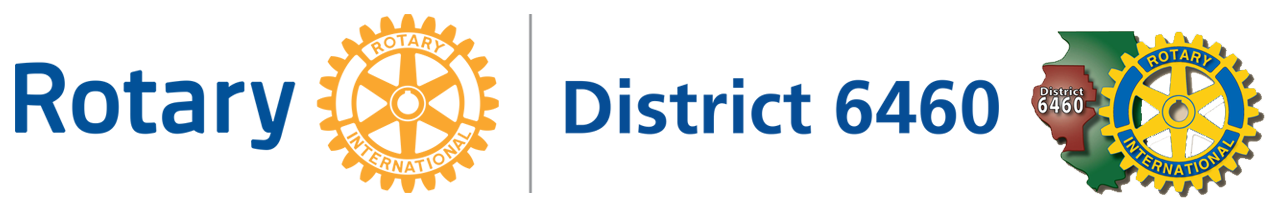 Rotary
ROTARY
INTERNATIONAL
District 6460
District
6460
ROTARY
INTERNATIONAL